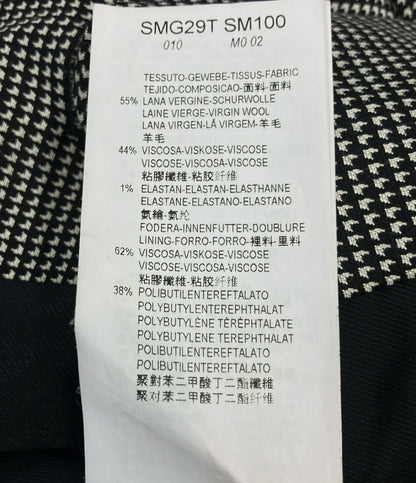 SMG29T SM100
010 M0 02
TESSUTO-GEWEBE-TISSUS-FABRIC
TEJIDO-COMPOSICAO-面料-面料
55% LANA VERGINE-SCHURWOLLE
LAINE VIERGE-VIRGIN WOOL
LANA VIRGEN-LÃ VIRGEM-羊毛
羊毛
44% VISCOSA-VISKOSE-VISCOSE
VISCOSE-VISCOSA-VISCOSE
粘膠纖維-粘胶纤维
1% ELASTAN-ELASTAN-ELASTHANNE
ELASTANE-ELASTANO-ELASTANO
氨綸-氨纶
FODERA-INNENFUTTER-DOUBLURE
LINING-FORRO-FORRO-裡料-里料
62% VISCOSA-VISKOSE-VISCOSE
VISCOSE-VISCOSA-VISCOSE
粘膠纖維-粘胶纤维
38% POLIBUTILENTEREFTALATO
POLYBUTYLENTEREPHTHALAT
POLYBUTYLÈNE TÉRÉPHTALATE
POLYBUTYLENE TEREPHTHALAT
POLIBUTILENTEREFTALATO
POLIBUTILENTEREFTALATO
聚對苯二甲酸丁二酯纖維
聚对苯二甲酸丁二酯纤维